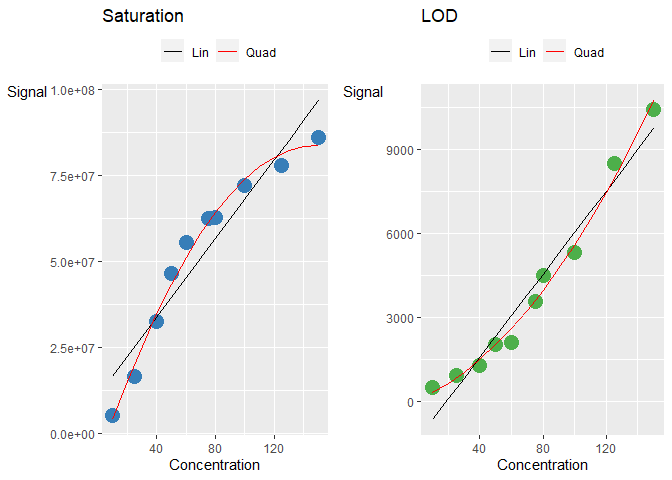 Saturation
Lin Quad
Signal
1.0e+08
7.5e+07
5.0e+07
2.5e+07
0.0e+00
40 80 120
Concentration
LOD
Lin Quad
Signal
9000
6000
3000
0
40 80 120
Concentration